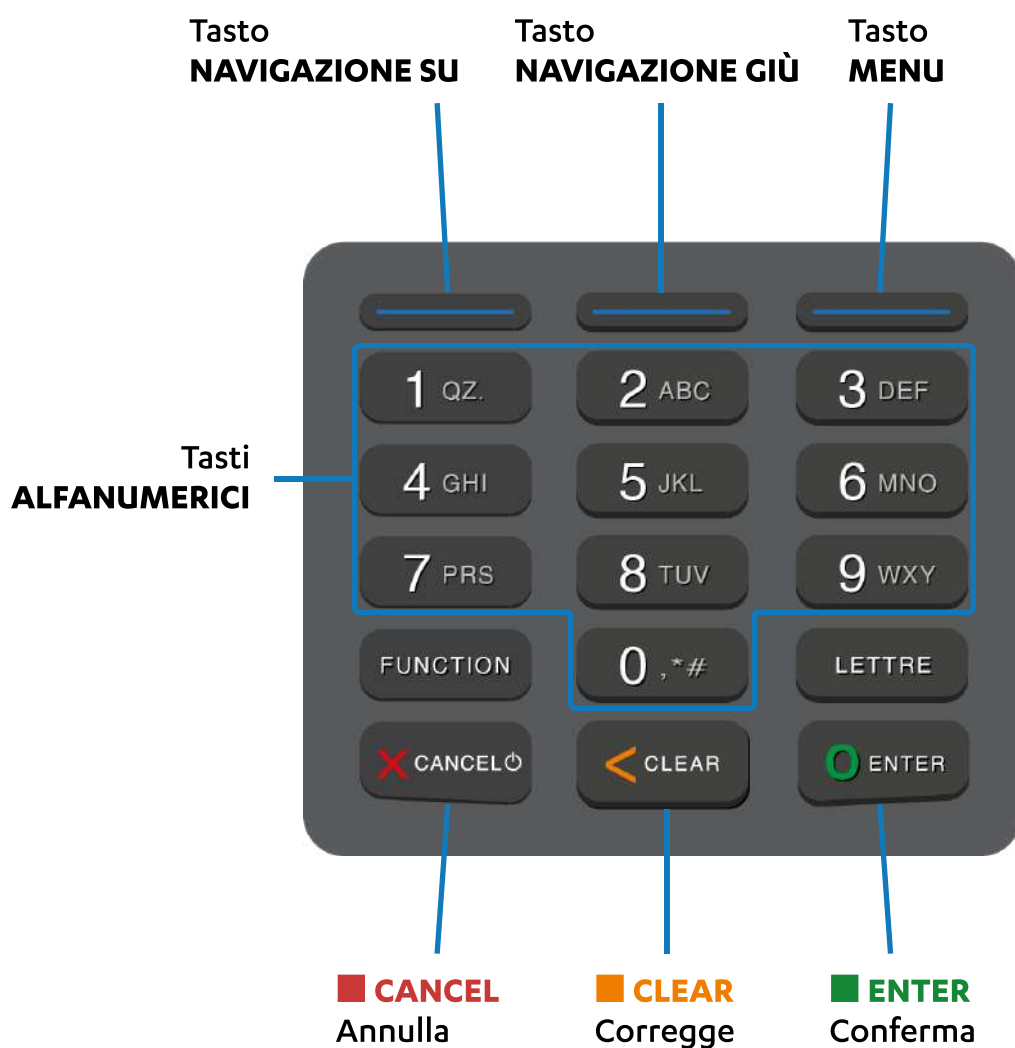 Tasto
NAVIGAZIONE SU
Tasto
NAVIGAZIONE GIÙ
Tasto
MENU
1 QZ.
2 ABC
3 DEF
Tasti
ALFANUMERICI
4 GHI
5 JKL
6 MNO
7 PRS
8 TUV
9 WXY
FUNCTION
0 ,*#
LETTRE
X CANCEL
< CLEAR
O ENTER
CANCEL
Annulla
CLEAR
Corregge
ENTER
Conferma